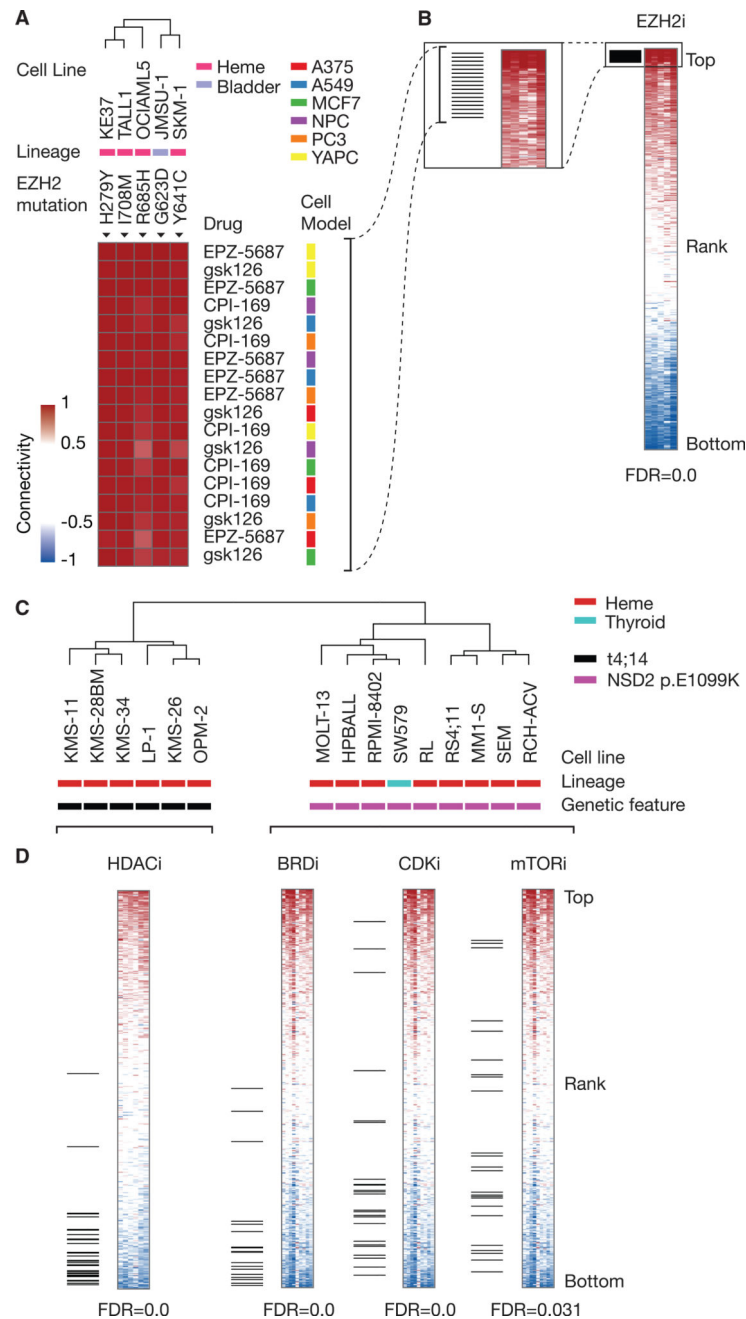 A
Cell Line
KE37
TALL1
OCIAML5
JMSU-1
SKM-1
Heme
Bladder
A375
A549
MCF7
NPC
PC3
YAPC
Lineage
EZH2
mutation
H279Y
I708M
R685H
G623D
Y641C
Drug
Cell
Model
EPZ-5687
gsk126
EPZ-5687
CPI-169
gsk126
CPI-169
EPZ-5687
EPZ-5687
EPZ-5687
gsk126
CPI-169
gsk126
CPI-169
CPI-169
CPI-169
gsk126
EPZ-5687
gsk126
Connectivity
1
0.5
-0.5
-1
B
EZH2i
Top
Rank
Bottom
FDR=0.0
C
Heme
Thyroid
t4;14
NSD2 p.E1099K
KMS-11
KMS-28BM
KMS-34
LP-1
KMS-26
OPM-2
MOLT-13
HPBALL
RPMI-8402
SW579
RL
RS4;11
MM1-S
SEM
RCH-ACV
Cell line
Lineage
Genetic feature
D
HDACi
BRDi
CDKi
mTORi
Top
Rank
Bottom
FDR=0.0
FDR=0.0
FDR=0.0
FDR=0.031